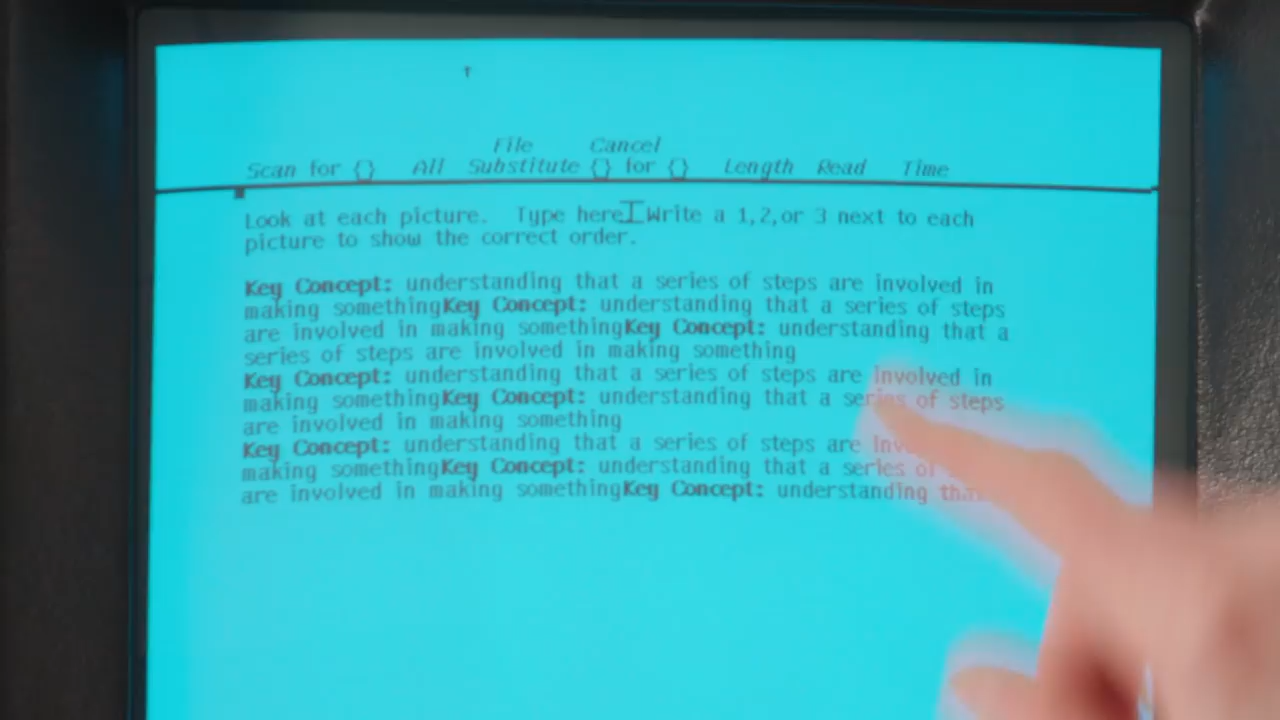 File Cancel
Scan for {} All Substitute {} for {} Length Read Time
Look at each picture. Type here Write a 1,2,or 3 next to each
picture to show the correct order.
Key Concept: understanding that a series of steps are involved in
making somethingKey Concept: understanding that a series of steps
are involved in making somethingKey Concept: understanding that a
series of steps are involved in making something
Key Concept: understanding that a series of steps are involved in
making somethingKey Concept: understanding that a series of steps
are involved in making something
Key Concept: understanding that a series of steps are
making somethingKey Concept: understanding that a series of
are involved in making somethingKey Concept: understanding that